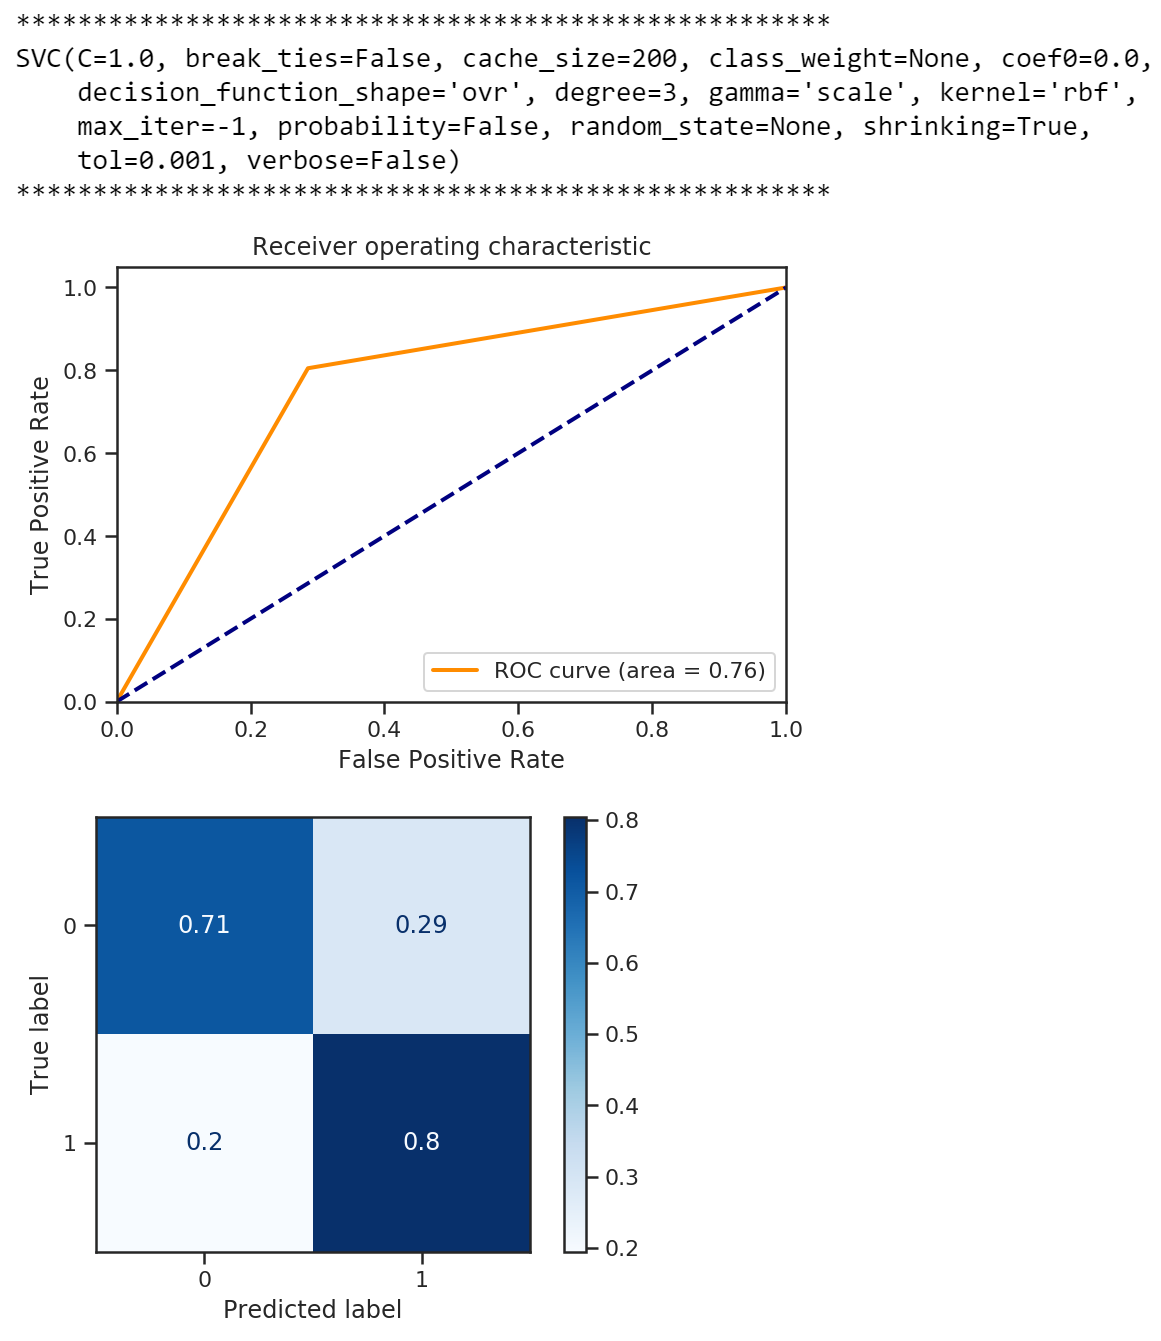 *****************************************************
SVC(C=1.0, break_ties=False, cache_size=200, class_weight=None, coef0=0.0,
    decision_function_shape='ovr', degree=3, gamma='scale', kernel='rbf',
    max_iter=-1, probability=False, random_state=None, shrinking=True,
    tol=0.001, verbose=False)
*****************************************************
Receiver operating characteristic
1.0
0.8
0.6
0.4
0.2
0.0
True Positive Rate
ROC curve (area = 0.76)
0.0 0.2 0.4 0.6 0.8 1.0
False Positive Rate
0.71 0.29
0.2 0.8
0
1
True label
0 1
Predicted label
0.8
0.7
0.6
0.5
0.4
0.3
0.2